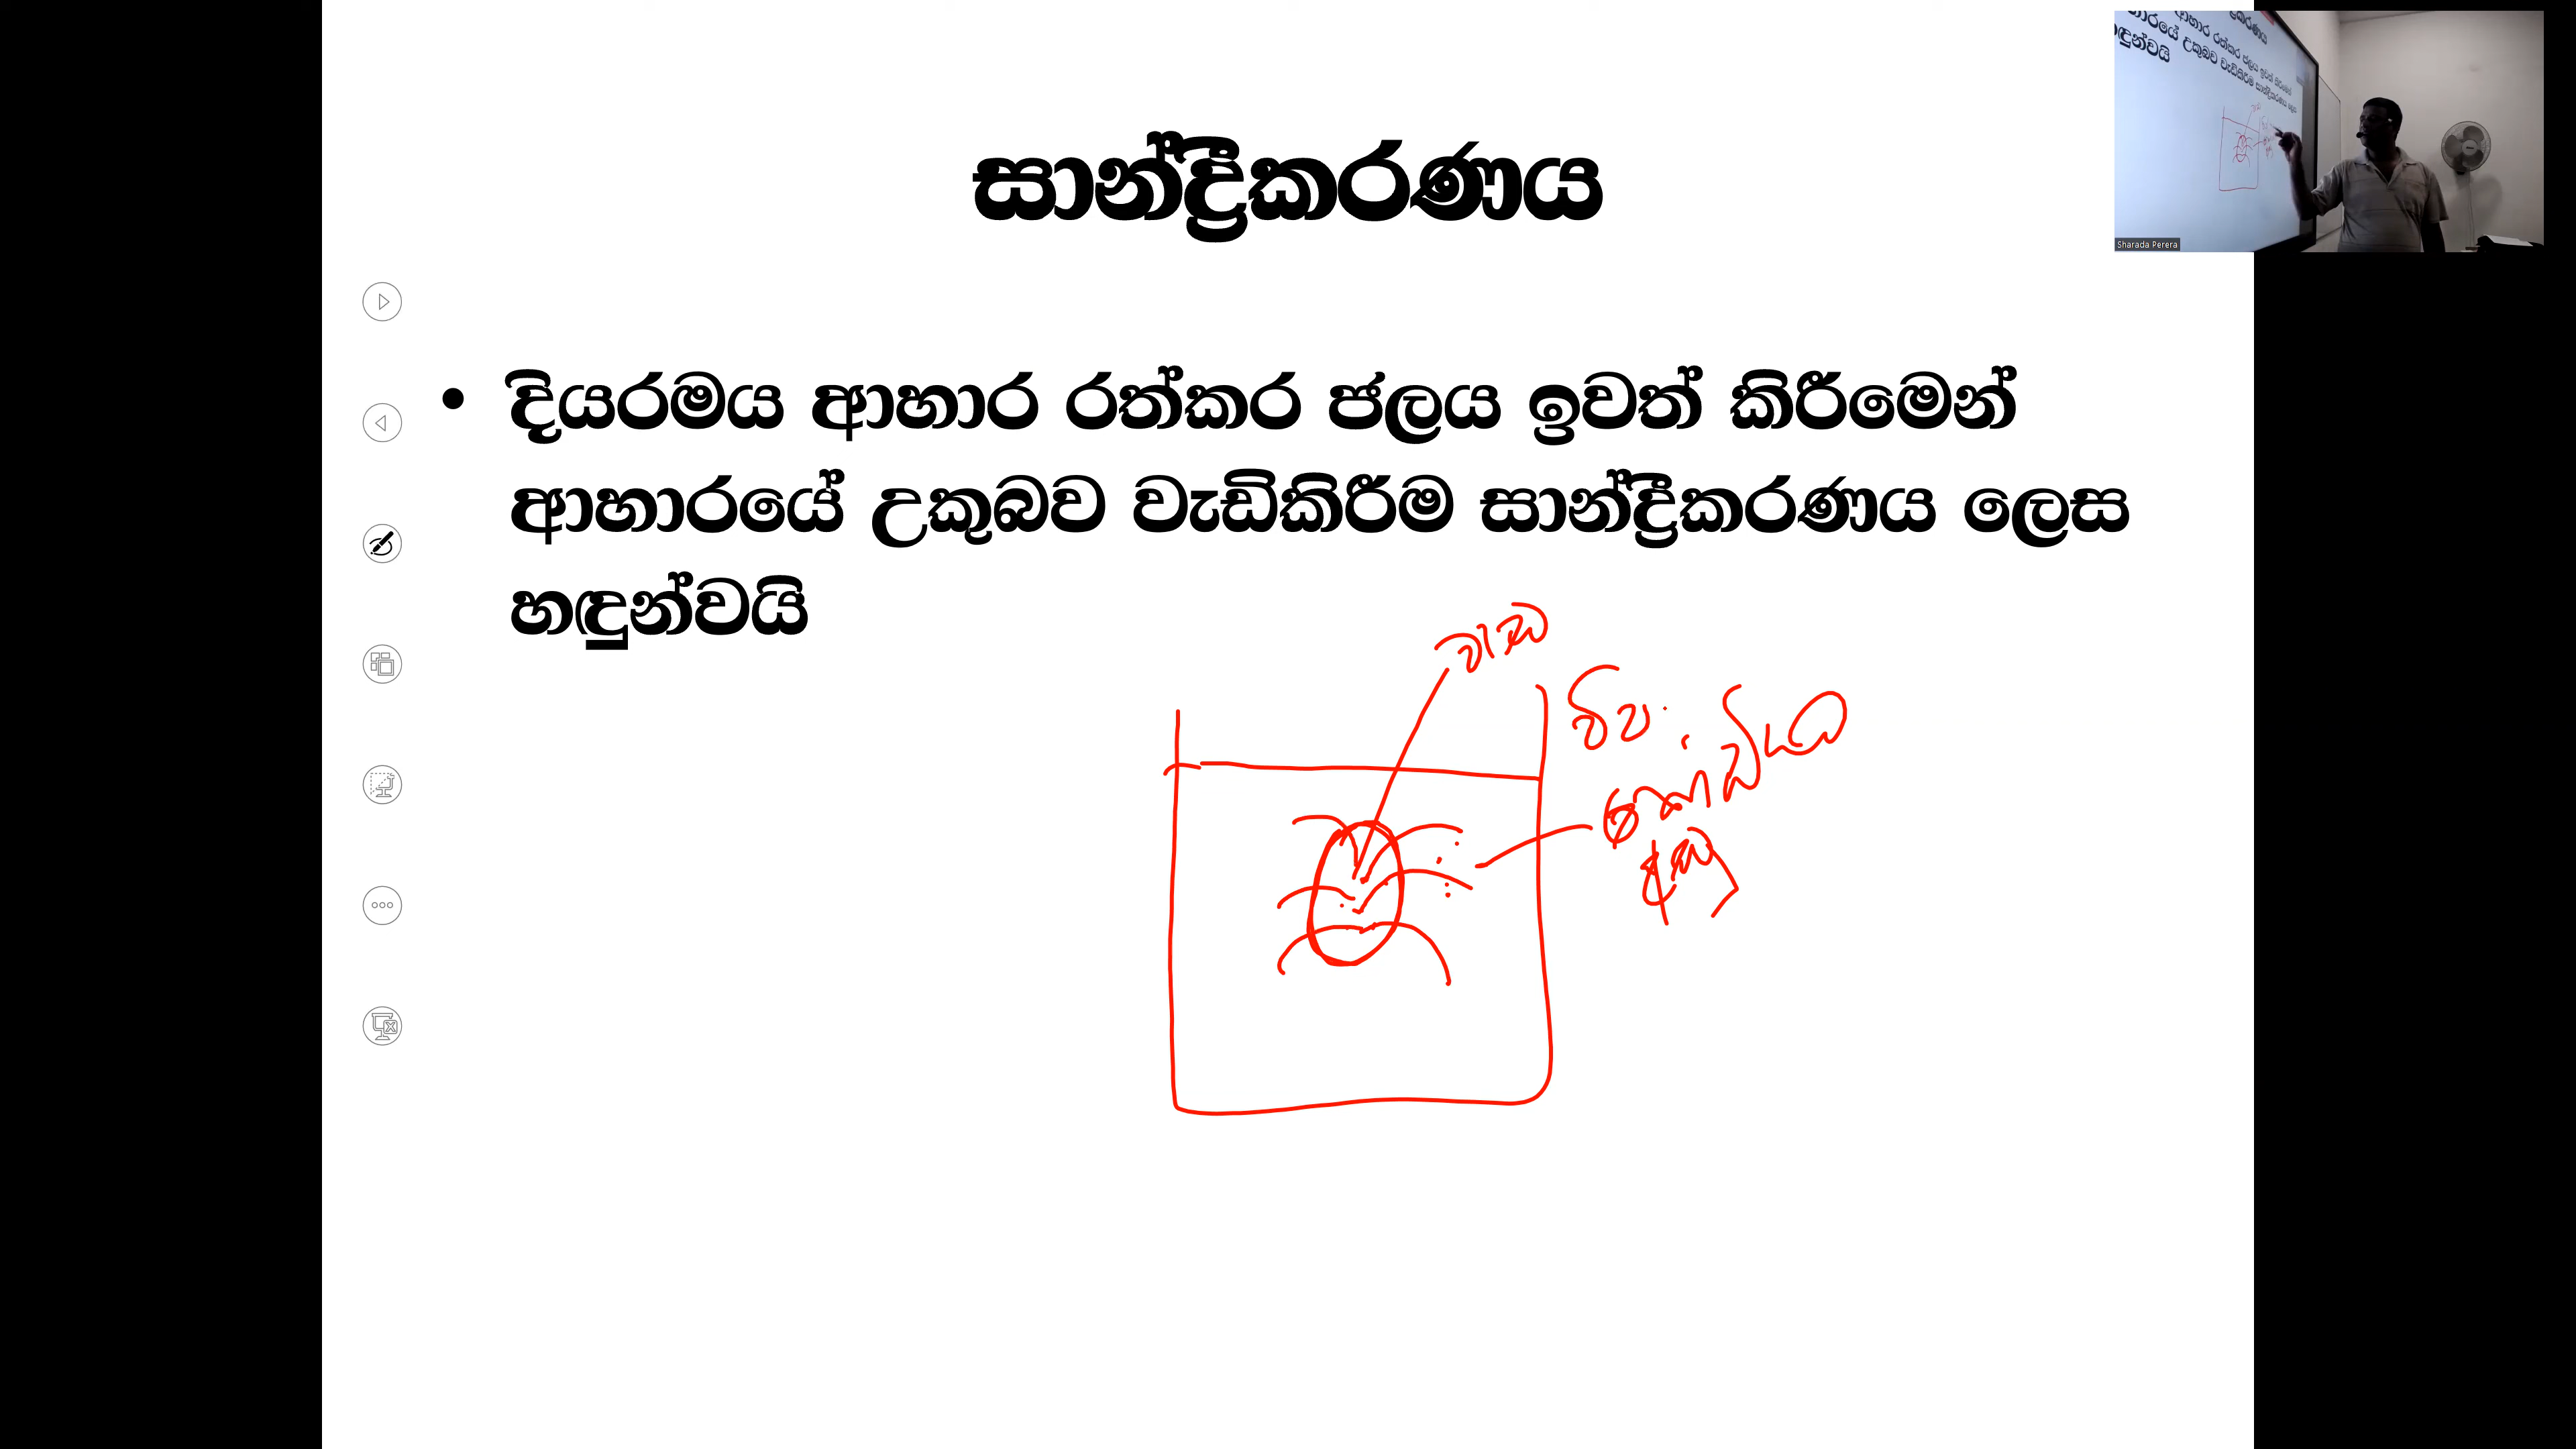 සාන්ද්‍රීකරණය
• දියරමය ආහාර රත්කර ජලය ඉවත් කිරීමෙන්
ආහාරයේ උකුබව වැඩිකිරීම සාන්ද්‍රීකරණය ලෙස
හඳුන්වයි
Sharada Perera